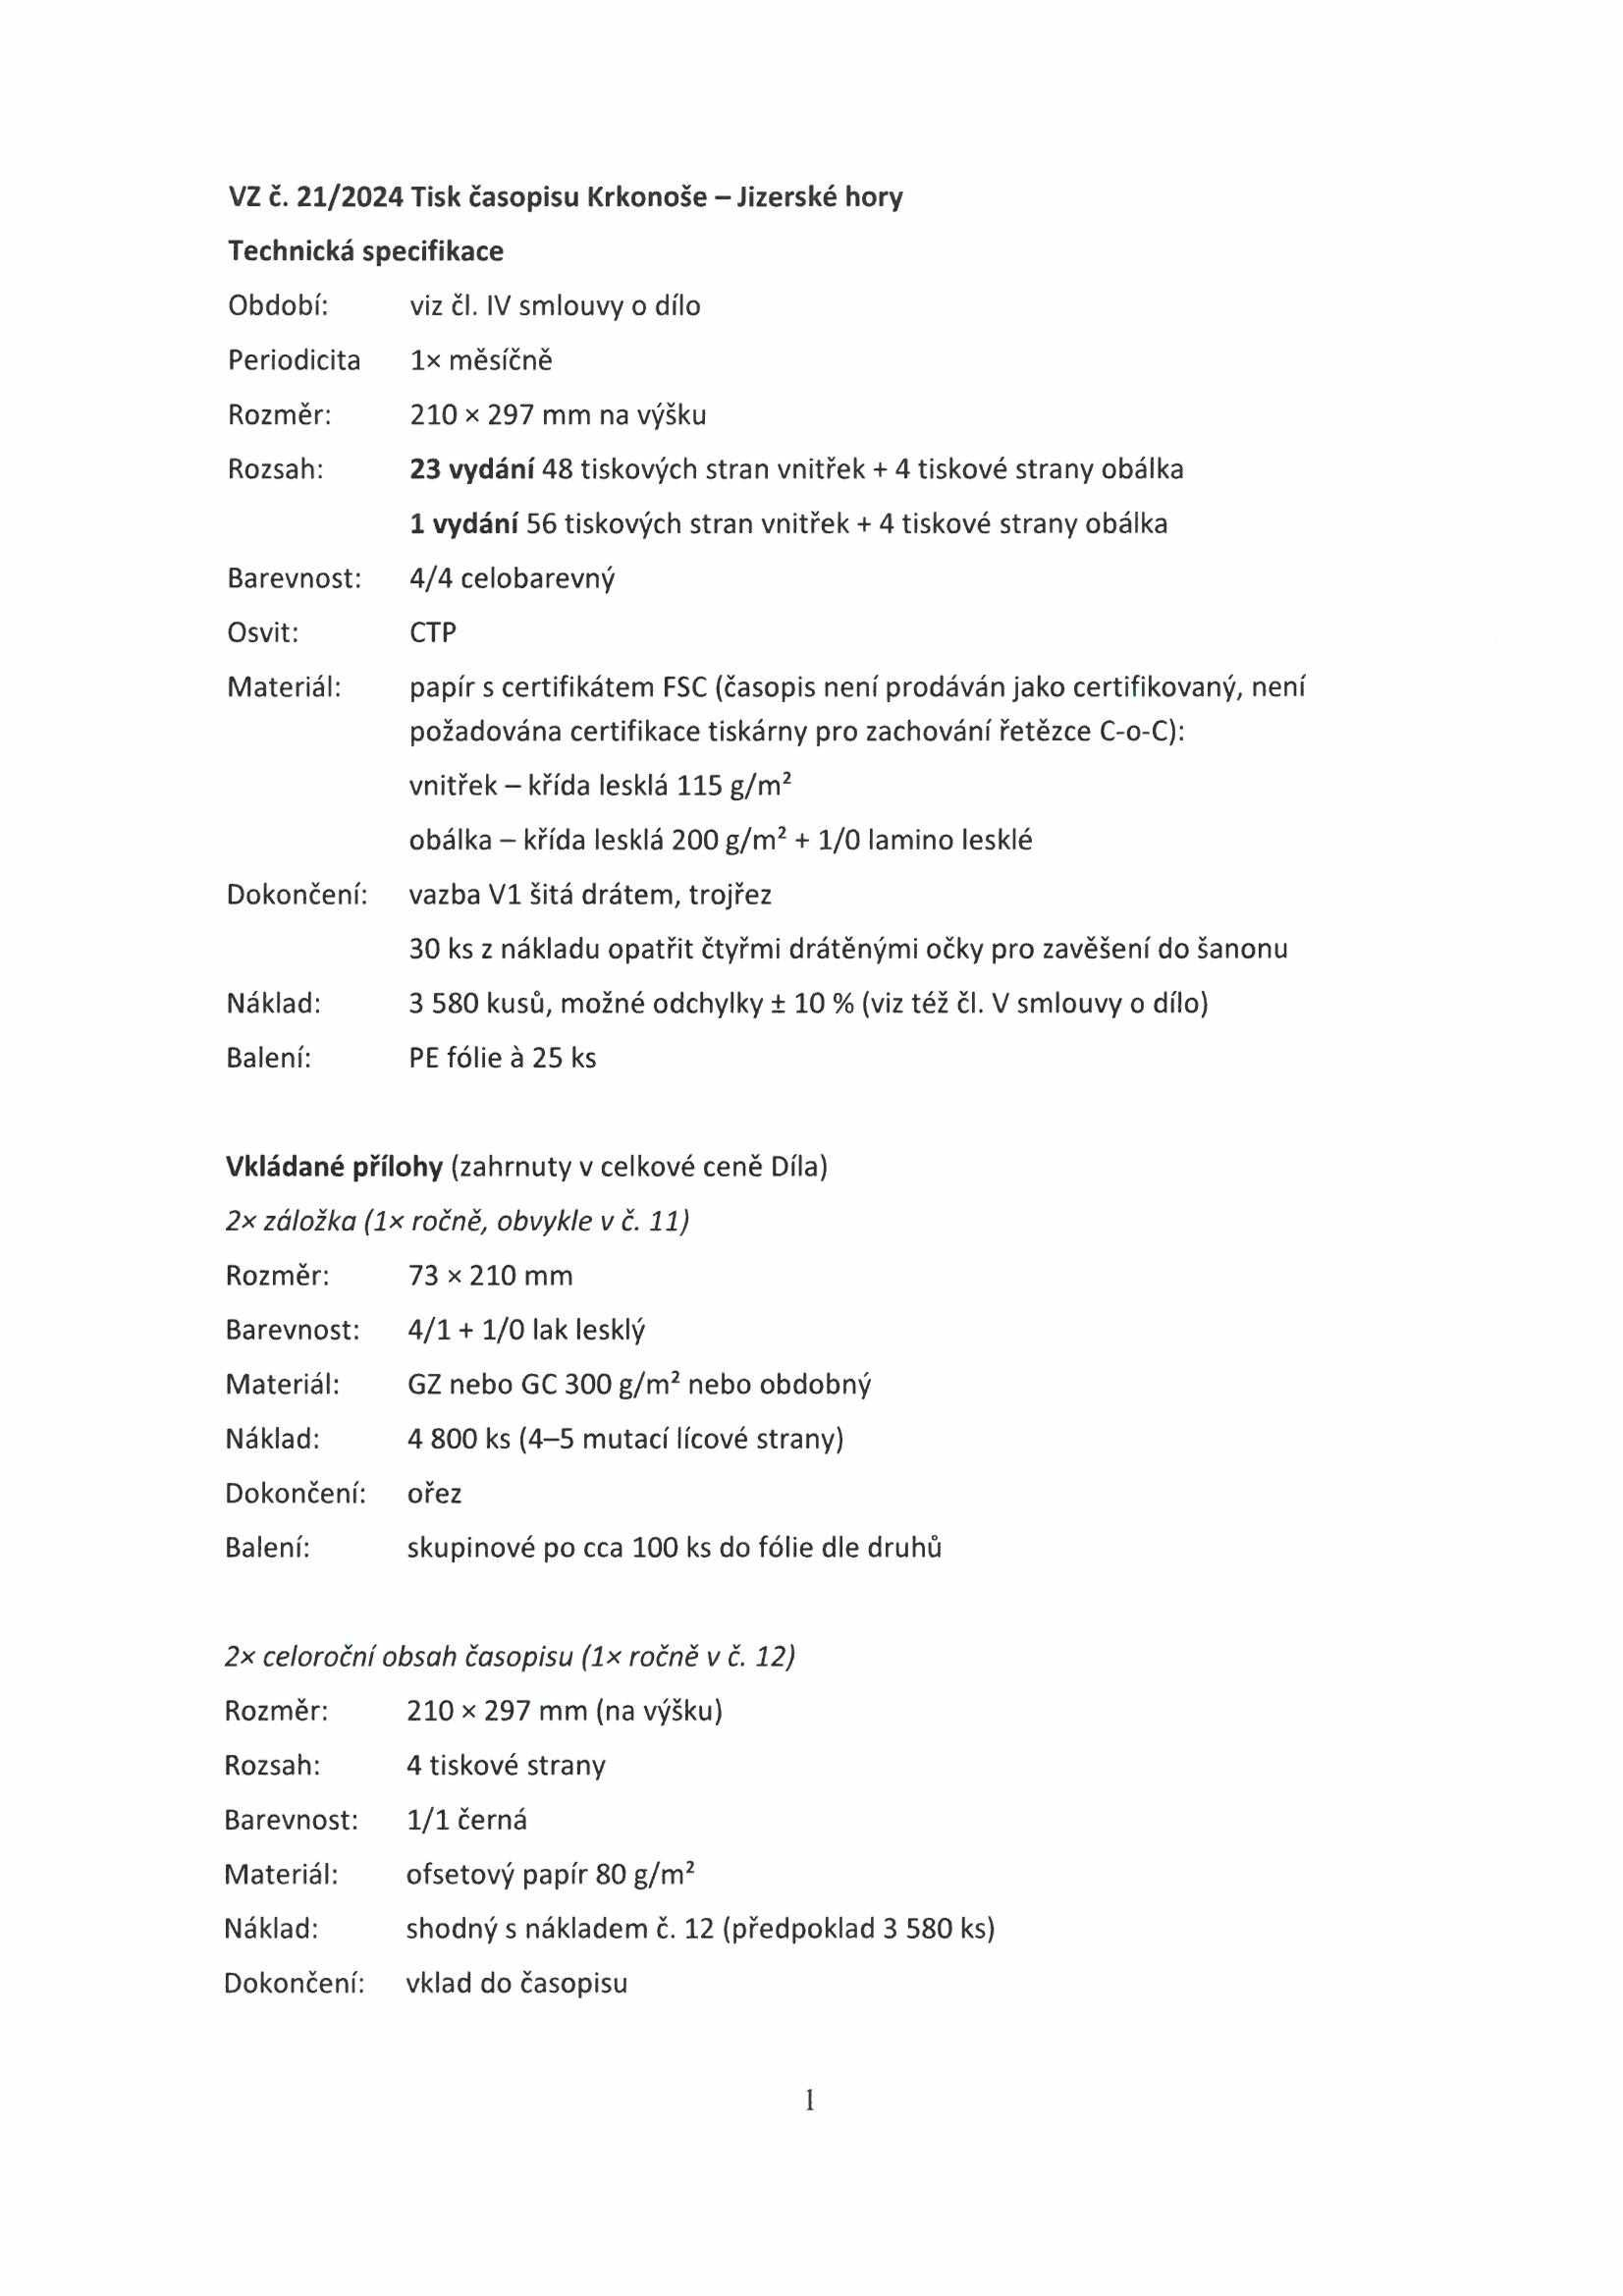 VZ č. 21/2024 Tisk časopisu Krkonoše – Jizerské hory
Technická specifikace
Období: viz čl. IV smlouvy o dílo
Periodicita 1× měsíčně
Rozměr: 210 × 297 mm na výšku
Rozsah: 23 vydání 48 tiskových stran vnitřek + 4 tiskové strany obálka
1 vydání 56 tiskových stran vnitřek + 4 tiskové strany obálka
Barevnost: 4/4 celobarevný
Osvit: CTP
Materiál: papír s certifikátem FSC (časopis není prodáván jako certifikovaný, není
požadována certifikace tiskárny pro zachování řetězce C-o-C):
vnitřek – křída lesklá 115 g/m²
obálka – křída lesklá 200 g/m² + 1/0 lamino lesklé
Dokončení: vazba V1 šitá drátem, trojřez
30 ks z nákladu opatřit čtyřmi drátěnými očky pro zavěšení do šanonu
Náklad: 3 580 kusů, možné odchylky ± 10 % (viz též čl. V smlouvy o dílo)
Balení: PE fólie à 25 ks
Vkládané přílohy (zahrnuty v celkové ceně Díla)
2× záložka (1× ročně, obvykle v č. 11)
Rozměr: 73 × 210 mm
Barevnost: 4/1 + 1/0 lak lesklý
Materiál: GZ nebo GC 300 g/m² nebo obdobný
Náklad: 4 800 ks (4–5 mutací lícové strany)
Dokončení: ořez
Balení: skupinové po cca 100 ks do fólie dle druhů
2× celoroční obsah časopisu (1× ročně v č. 12)
Rozměr: 210 × 297 mm (na výšku)
Rozsah: 4 tiskové strany
Barevnost: 1/1 černá
Materiál: ofsetový papír 80 g/m²
Náklad: shodný s nákladem č. 12 (předpoklad 3 580 ks)
Dokončení: vklad do časopisu
1